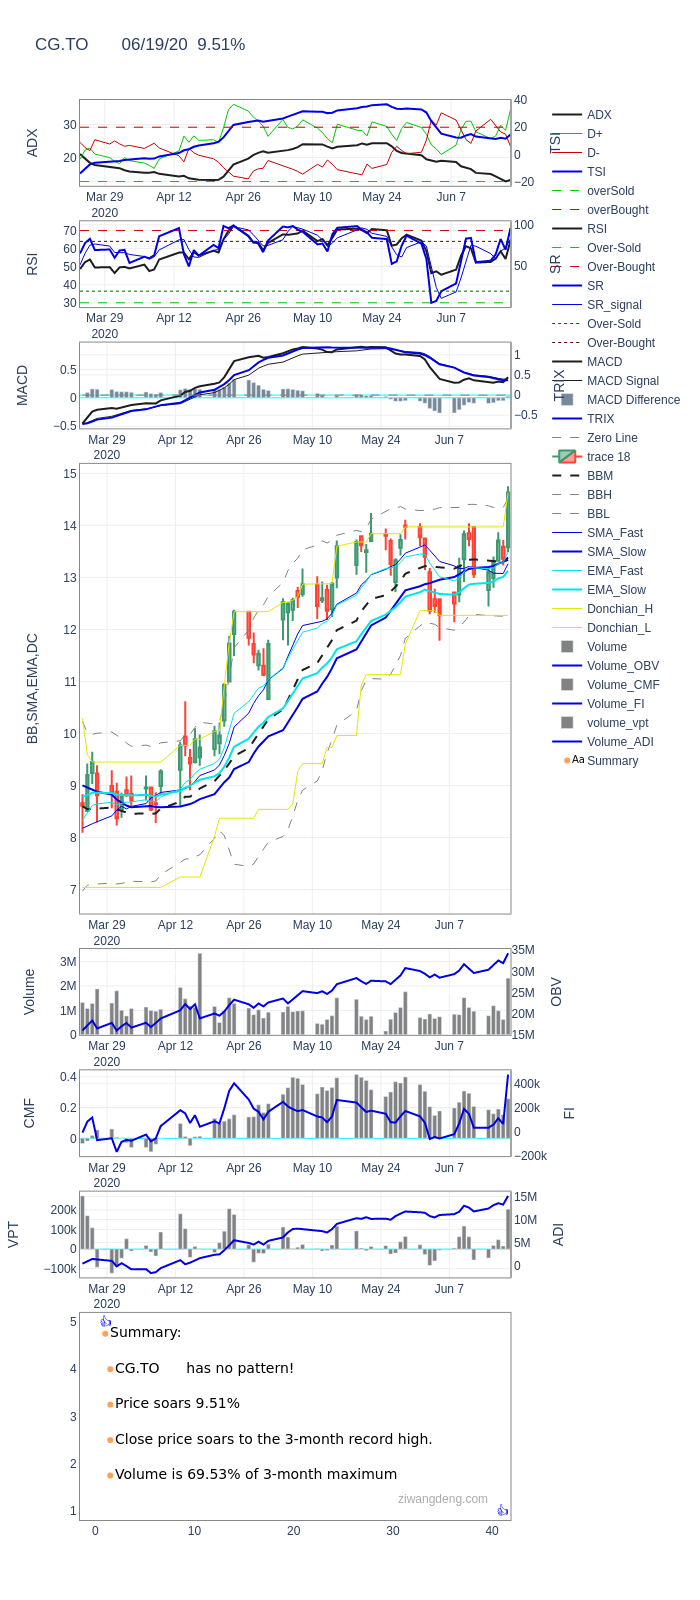 CG.TO 06/19/20 9.51%
40
30
20
20
0
−20
ADX
TSI
Mar 29 Apr 12 Apr 26 May 10 May 24 Jun 7
2020
70
60
50
40
30
100
50
RSI
SR
Mar 29 Apr 12 Apr 26 May 10 May 24 Jun 7
2020
0.5
0
−0.5
1
0.5
0
−0.5
MACD
TRIX
Mar 29 Apr 12 Apr 26 May 10 May 24 Jun 7
2020
15
14
13
12
11
10
9
8
7
BB,SMA,EMA,DC
Mar 29 Apr 12 Apr 26 May 10 May 24 Jun 7
2020
3M
2M
1M
0
35M
30M
25M
20M
15M
Volume
OBV
Mar 29 Apr 12 Apr 26 May 10 May 24 Jun 7
2020
0.4
0.2
0
400k
200k
0
−200k
CMF
FI
Mar 29 Apr 12 Apr 26 May 10 May 24 Jun 7
2020
200k
100k
0
−100k
15M
10M
5M
0
VPT
ADI
Mar 29 Apr 12 Apr 26 May 10 May 24 Jun 7
2020
5
4
3
2
1
👍
Summary:
CG.TO has no pattern!
Price soars 9.51%
Close price soars to the 3-month record high.
Volume is 69.53% of 3-month maximum
ziwangdeng.com
👍
0 10 20 30 40
ADX
D+
D-
TSI
overSold
overBought
RSI
Over-Sold
Over-Bought
SR
SR_signal
Over-Sold
Over-Bought
MACD
MACD Signal
MACD Difference
TRIX
Zero Line
trace 18
BBM
BBH
BBL
SMA_Fast
SMA_Slow
EMA_Fast
EMA_Slow
Donchian_H
Donchian_L
Volume
Volume_OBV
Volume_CMF
Volume_FI
volume_vpt
Volume_ADI
Aa Summary